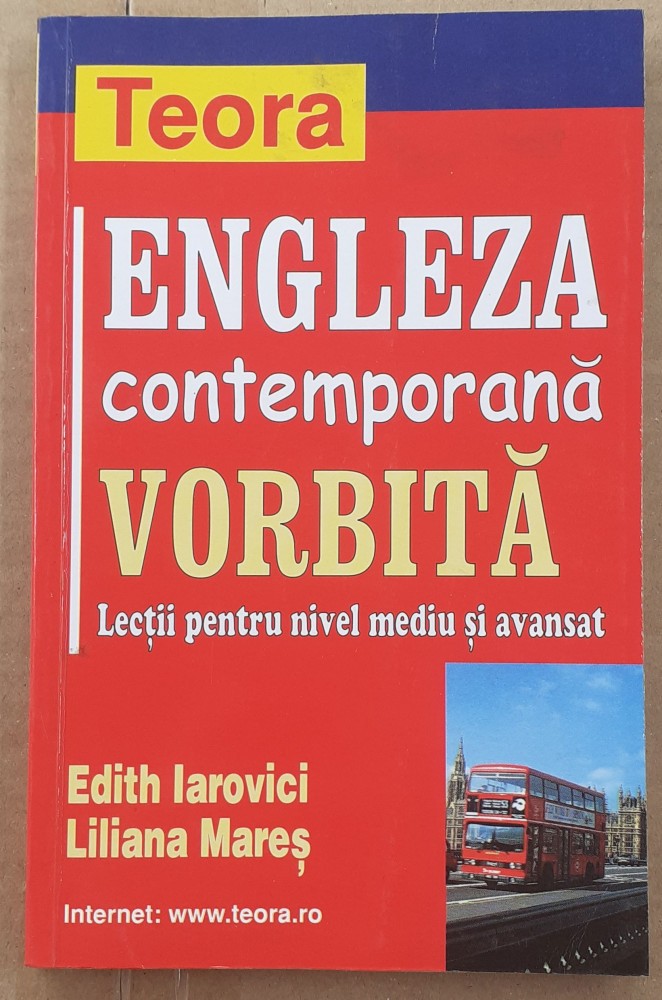 Teora
ENGLEZA
contemporană
VORBITĂ
Lecții pentru nivel mediu și avansat
Edith Iarovici
Liliana Mareș
Internet: www.teora.ro